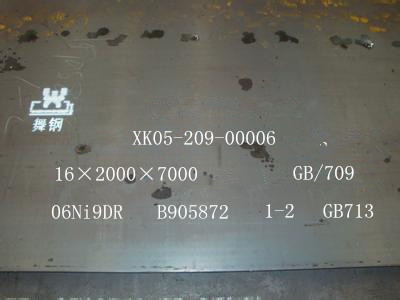 舞钢
XK05-209-00006
16×2000×7000 GB/709
06Ni9DR B905872 1-2 GB713